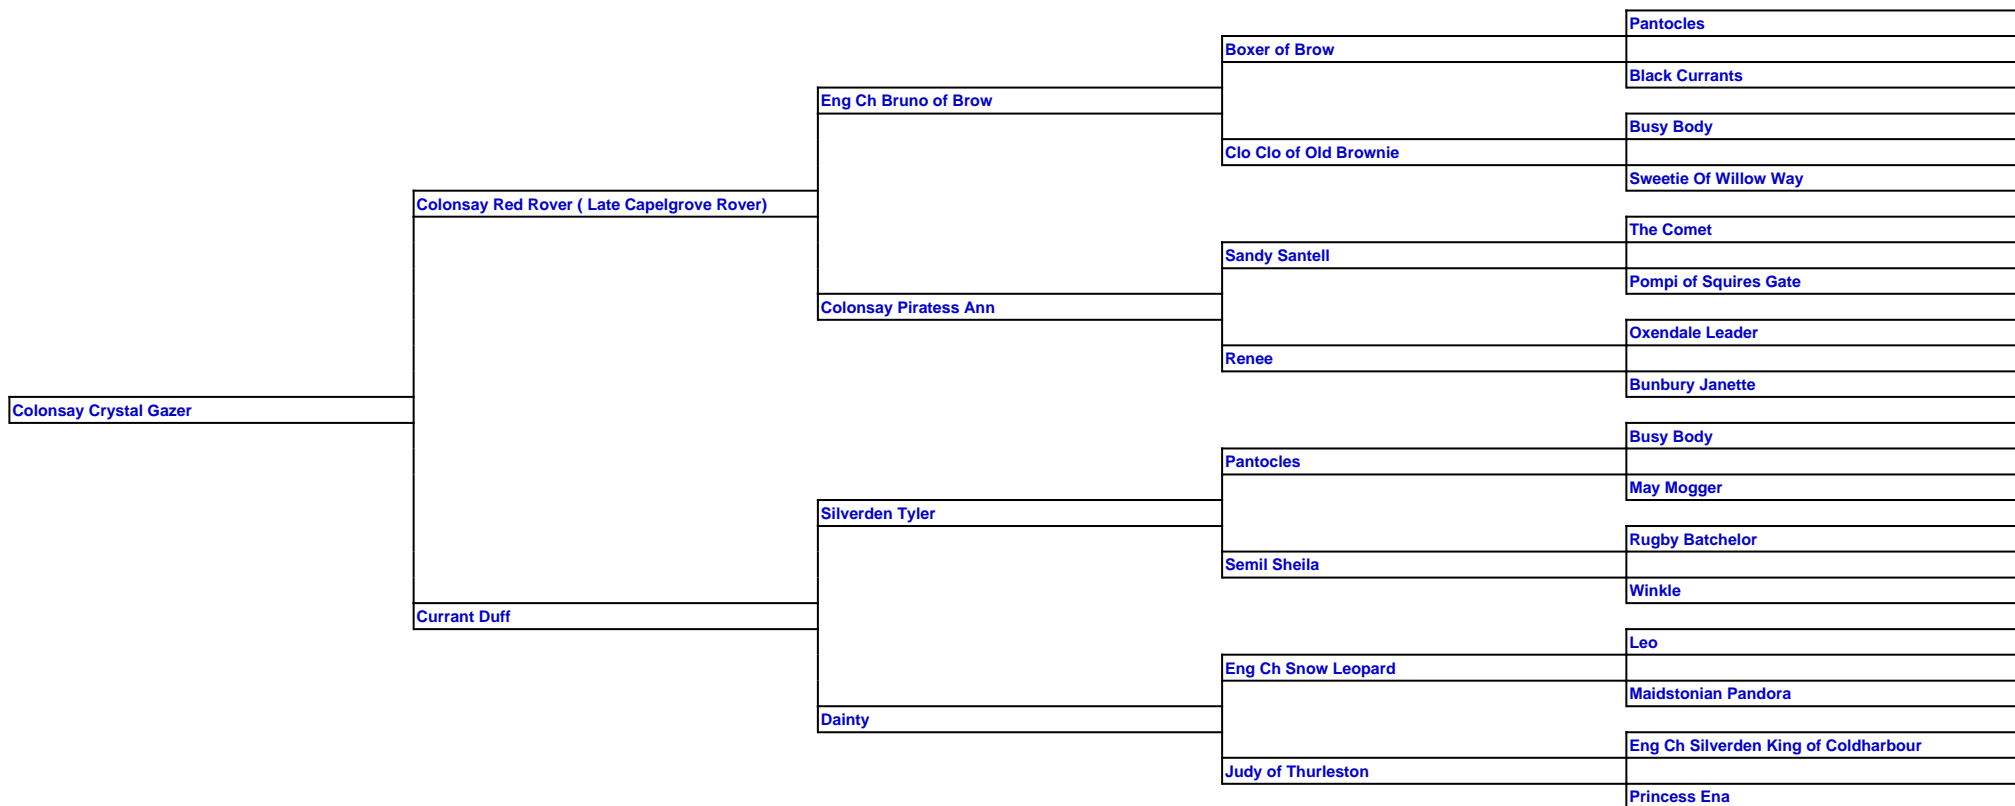 Pantocles
Boxer of Brow
Black Currants
Eng Ch Bruno of Brow
Busy Body
Clo Clo of Old Brownie
Sweetie Of Willow Way
Colonsay Red Rover ( Late Capelgrove Rover)
The Comet
Sandy Santell
Pompi of Squires Gate
Colonsay Piratess Ann
Oxendale Leader
Renee
Bunbury Janette
Colonsay Crystal Gazer
Busy Body
Pantocles
May Mogger
Silverden Tyler
Rugby Batchelor
Semil Sheila
Winkle
Currant Duff
Leo
Eng Ch Snow Leopard
Maidstonian Pandora
Dainty
Eng Ch Silverden King of Coldharbour
Judy of Thurleston
Princess Ena